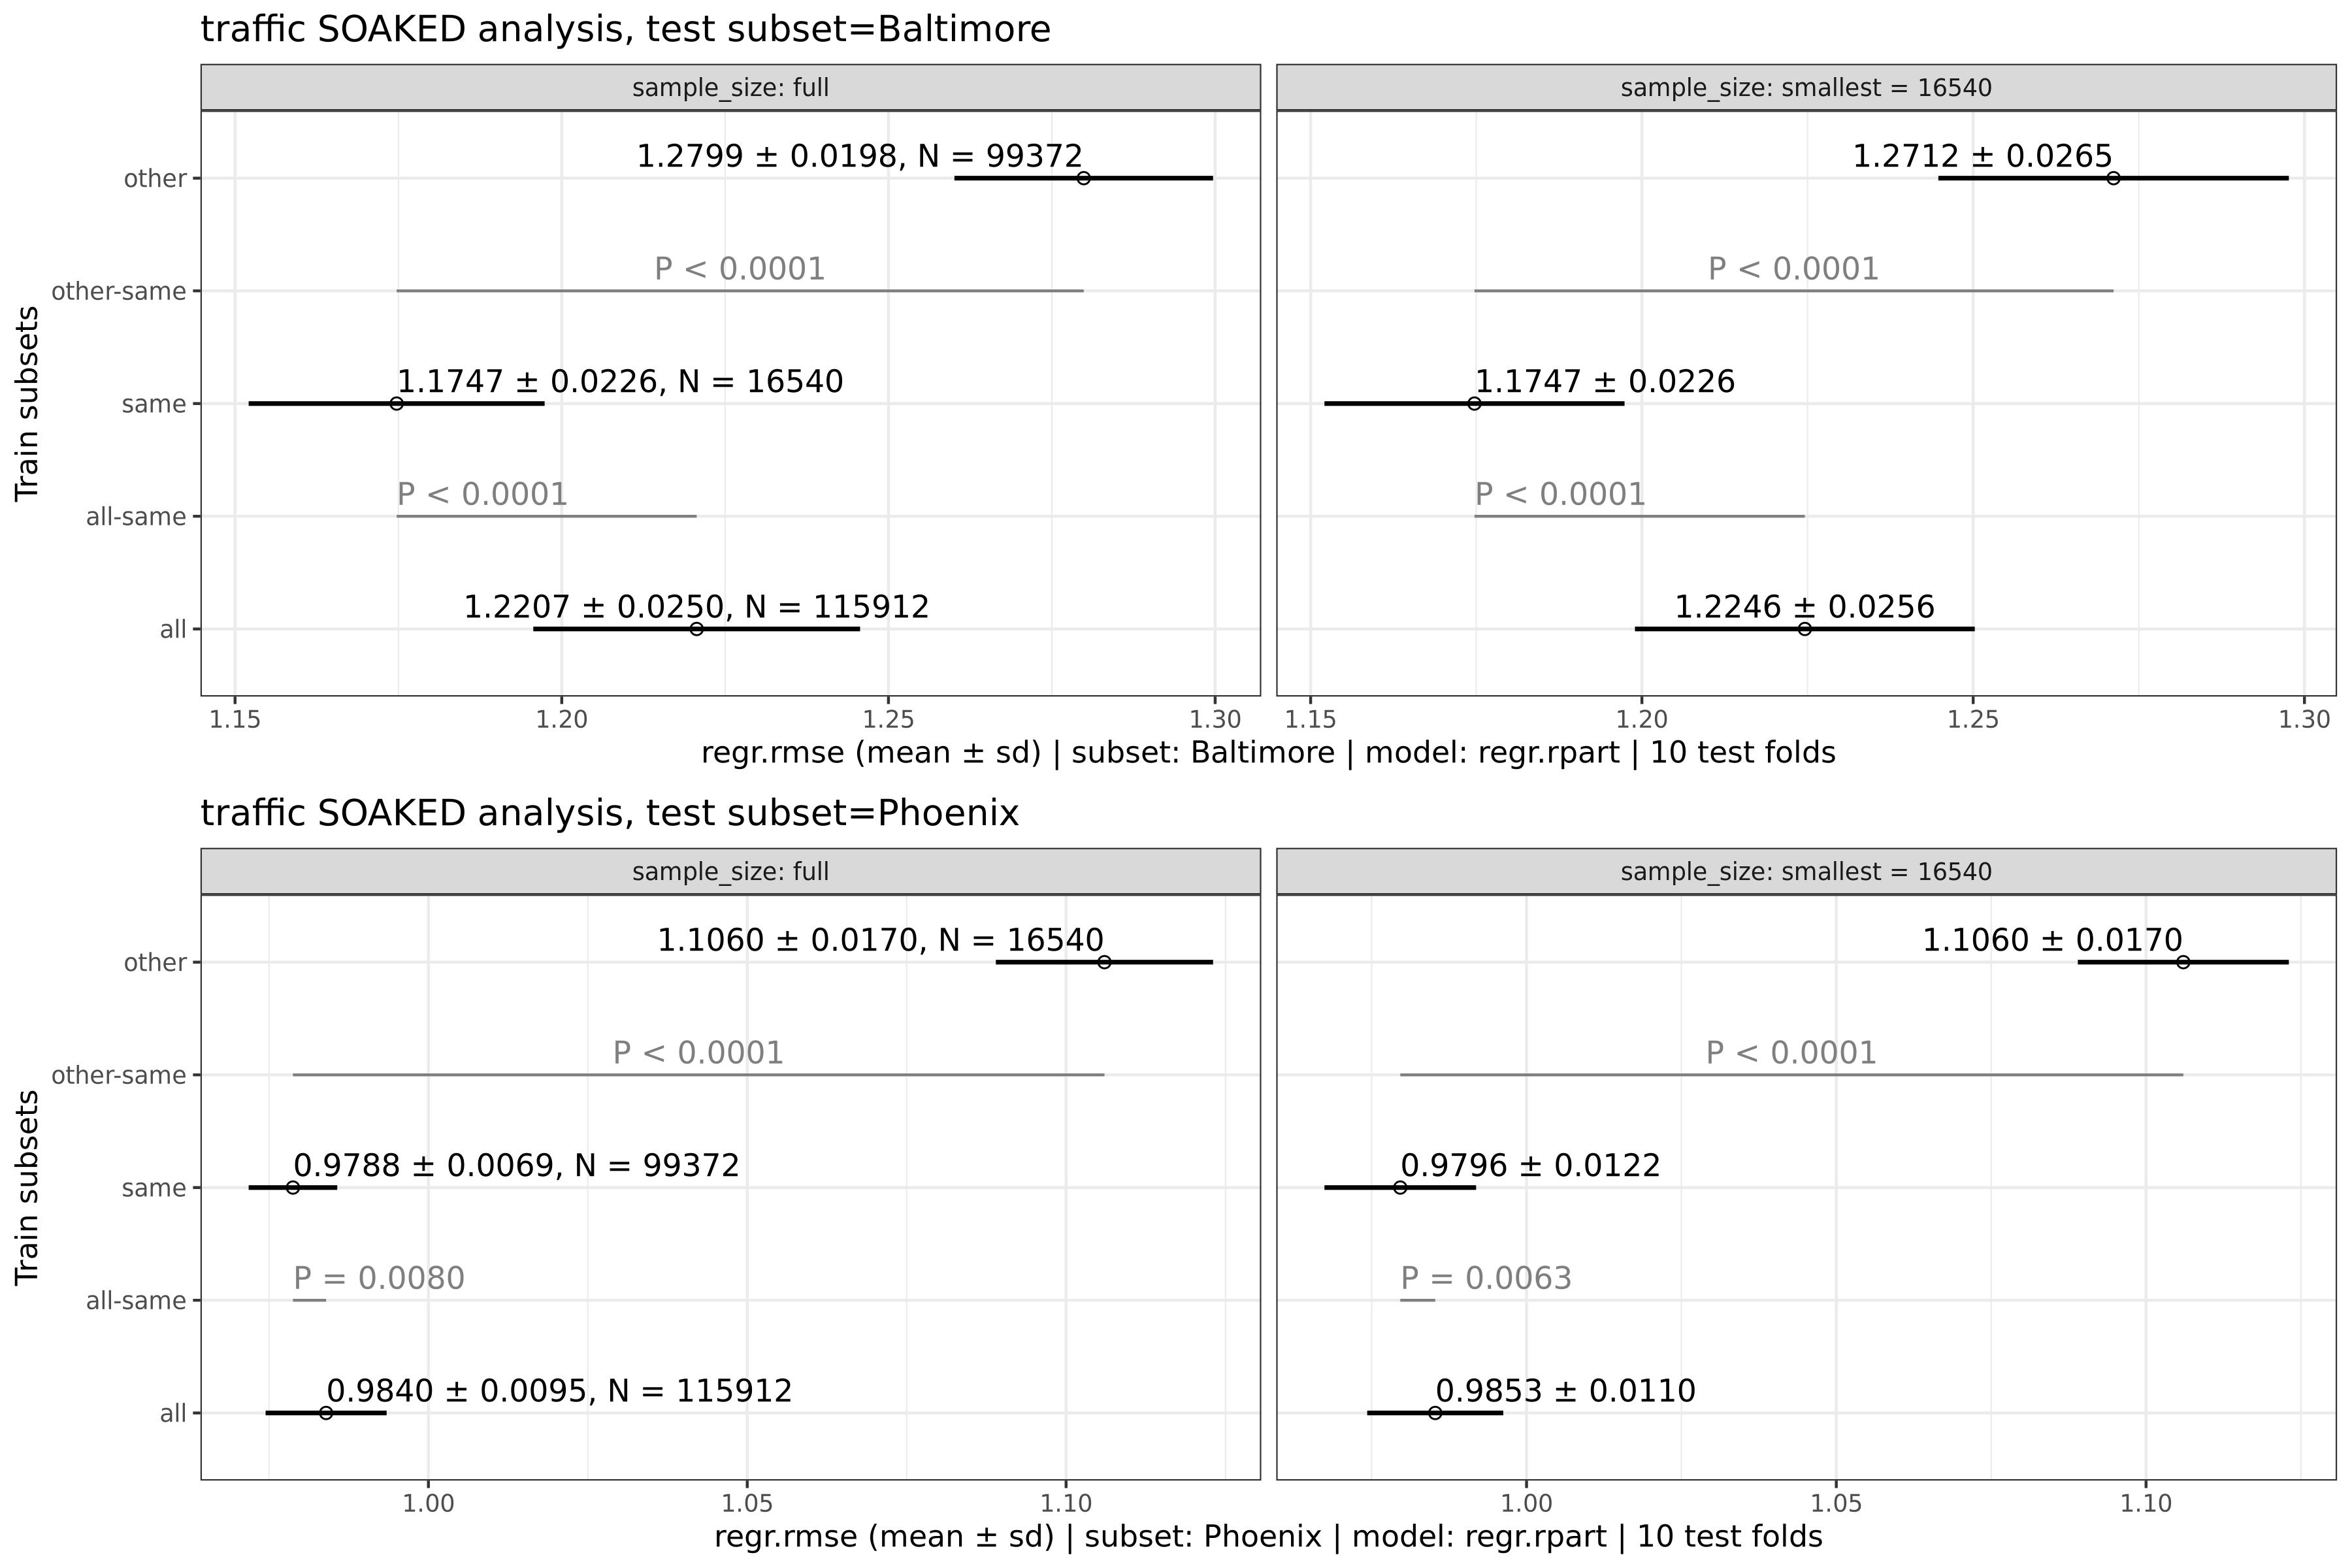 traffic SOAKED analysis, test subset=Baltimore
sample_size: full
sample_size: smallest = 16540
Train subsets
other
other-same
same
all-same
all
1.2799 ± 0.0198, N = 99372
P < 0.0001
1.1747 ± 0.0226, N = 16540
P < 0.0001
1.2207 ± 0.0250, N = 115912
1.2712 ± 0.0265
P < 0.0001
1.1747 ± 0.0226
P < 0.0001
1.2246 ± 0.0256
1.15 1.20 1.25 1.30
1.15 1.20 1.25 1.30
regr.rmse (mean ± sd) | subset: Baltimore | model: regr.rpart | 10 test folds
traffic SOAKED analysis, test subset=Phoenix
sample_size: full
sample_size: smallest = 16540
Train subsets
other
other-same
same
all-same
all
1.1060 ± 0.0170, N = 16540
P < 0.0001
0.9788 ± 0.0069, N = 99372
P = 0.0080
0.9840 ± 0.0095, N = 115912
1.1060 ± 0.0170
P < 0.0001
0.9796 ± 0.0122
P = 0.0063
0.9853 ± 0.0110
1.00 1.05 1.10
1.00 1.05 1.10
regr.rmse (mean ± sd) | subset: Phoenix | model: regr.rpart | 10 test folds